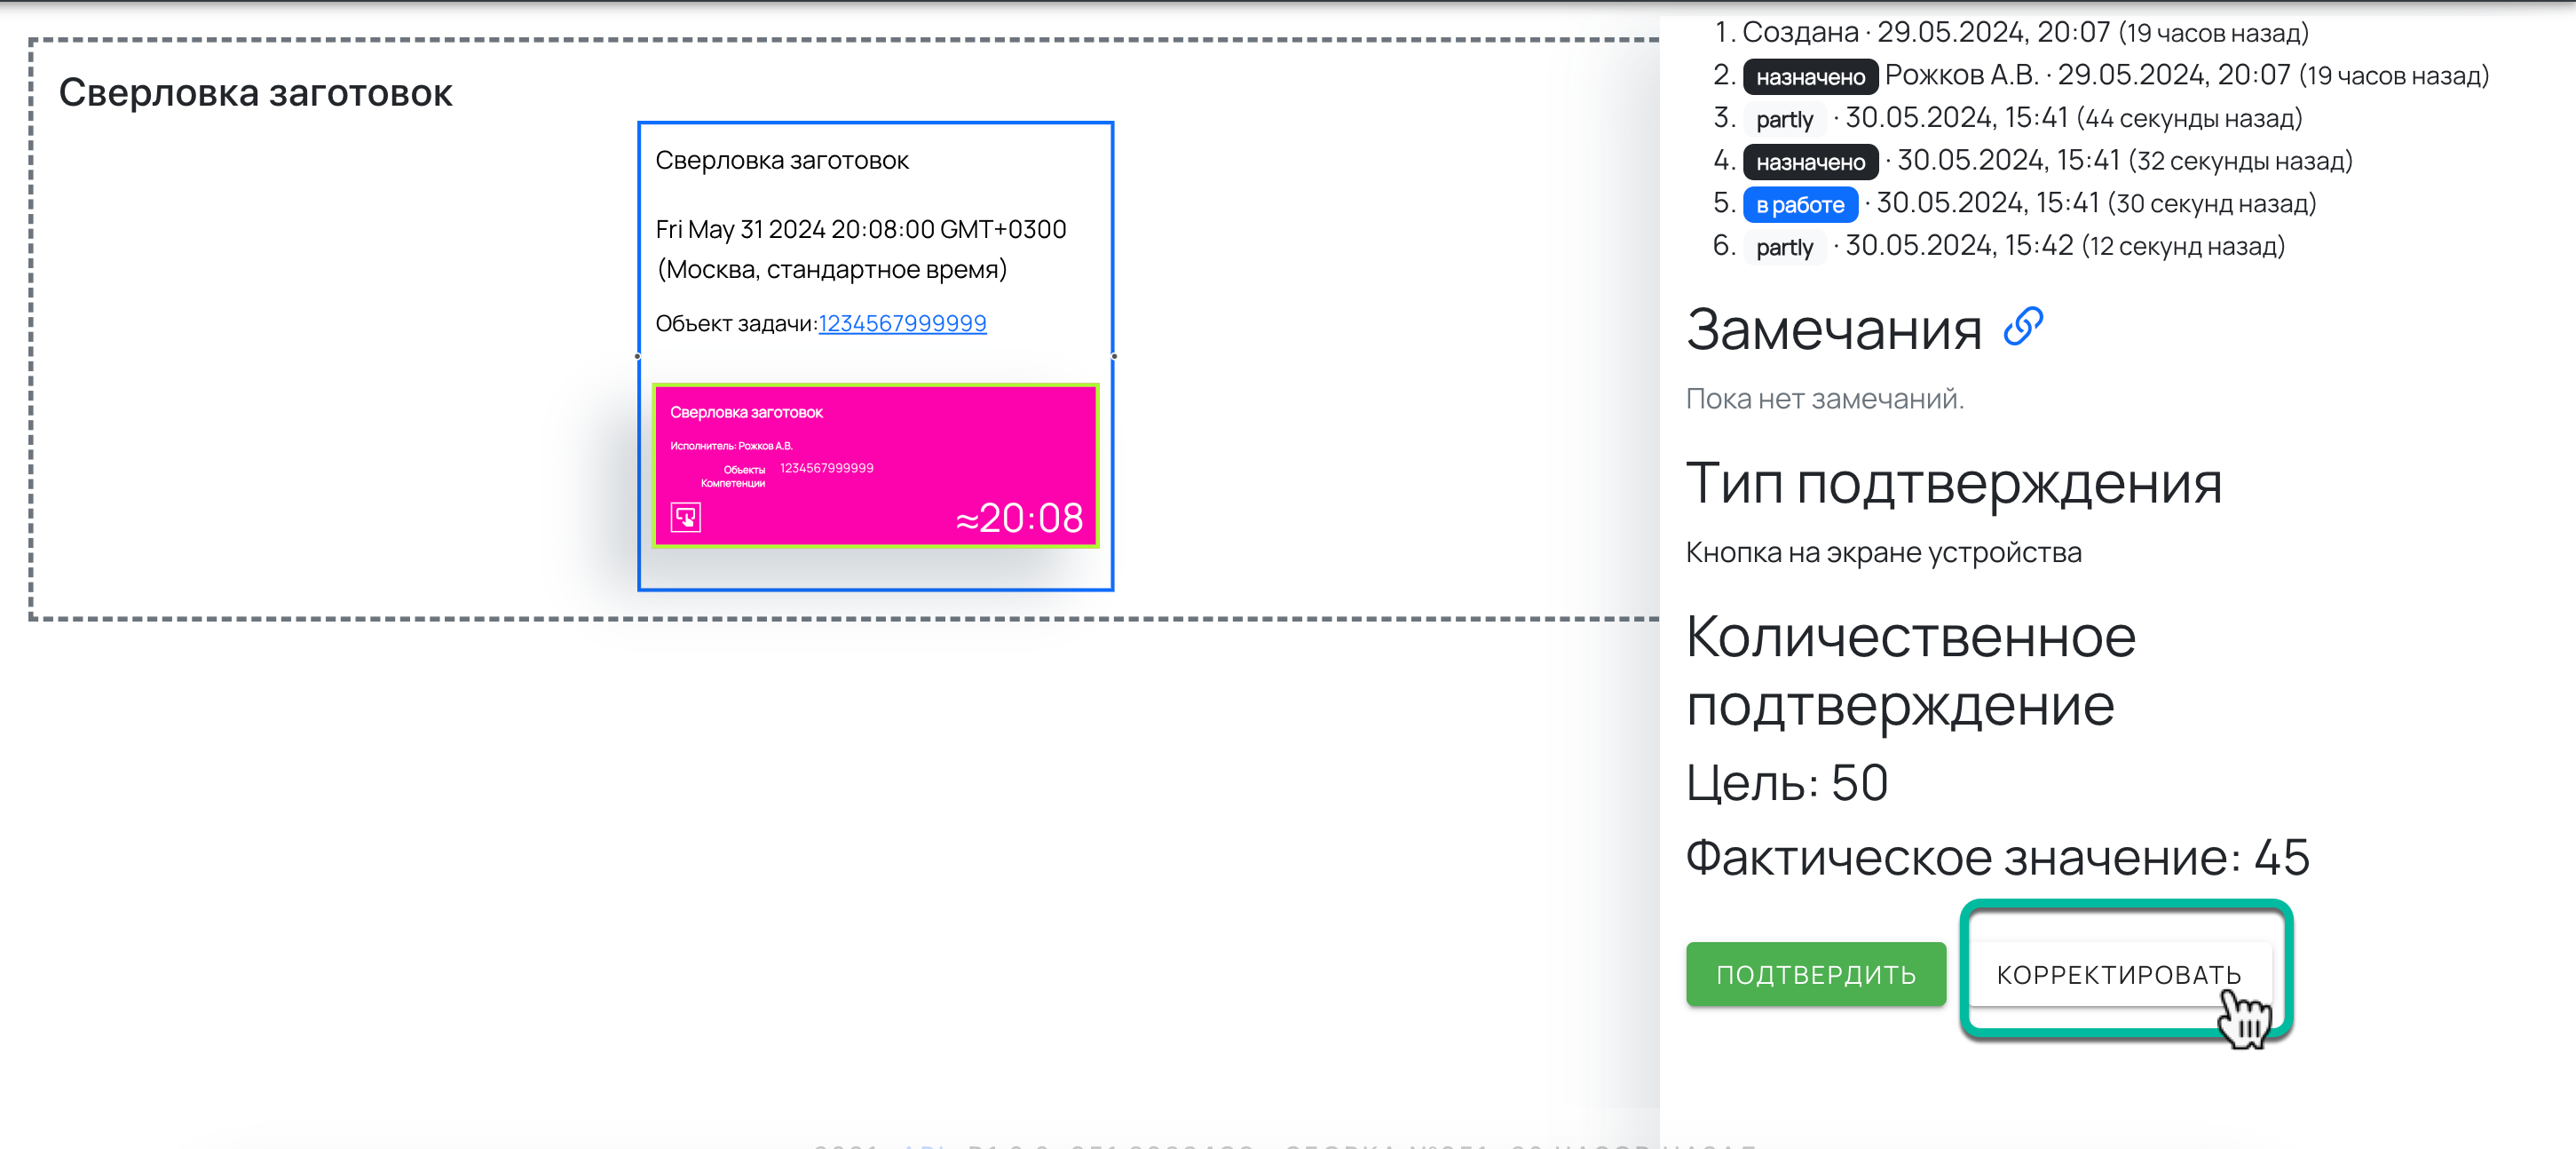 Сверловка заготовок
Сверловка заготовок
Fri May 31 2024 20:08:00 GMT+0300
(Москва, стандартное время)
Объект задачи:1234567999999
Сверловка заготовок
Исполнитель: Рожков А.В.
Объекты 1234567999999
Компетенции
≈20:08
1. Создана · 29.05.2024, 20:07 (19 часов назад)
2. назначено Рожков А.В. · 29.05.2024, 20:07 (19 часов назад)
3. partly · 30.05.2024, 15:41 (44 секунды назад)
4. назначено · 30.05.2024, 15:41 (32 секунды назад)
5. в работе · 30.05.2024, 15:41 (30 секунд назад)
6. partly · 30.05.2024, 15:42 (12 секунд назад)
Замечания
Пока нет замечаний.
Тип подтверждения
Кнопка на экране устройства
Количественное
подтверждение
Цель: 50
Фактическое значение: 45
ПОДТВЕРДИТЬ КОРРЕКТИРОВАТЬ